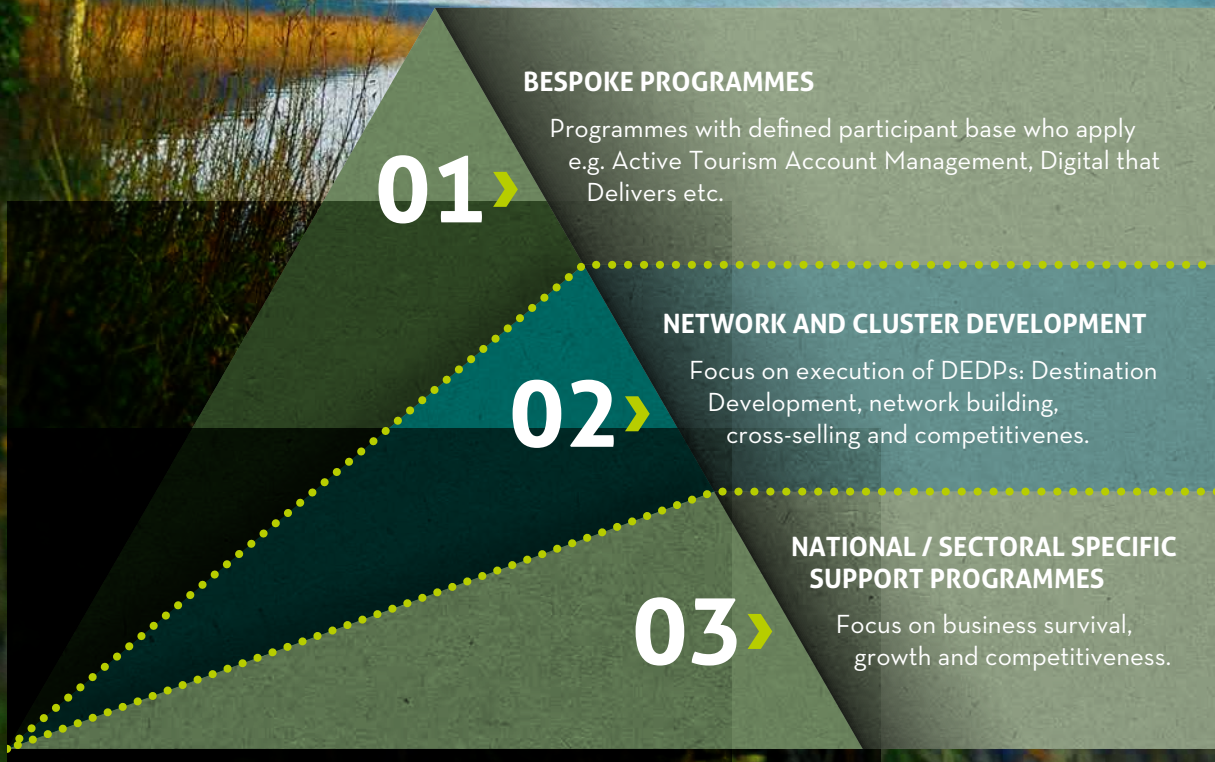 01
BESPOKE PROGRAMMES
Programmes with defined participant base who apply
e.g. Active Tourism Account Management, Digital that
Delivers etc.
02
NETWORK AND CLUSTER DEVELOPMENT
Focus on execution of DEDPs: Destination
Development, network building,
cross-selling and competitivenes.
03
NATIONAL / SECTORAL SPECIFIC
SUPPORT PROGRAMMES
Focus on business survival,
growth and competitiveness.